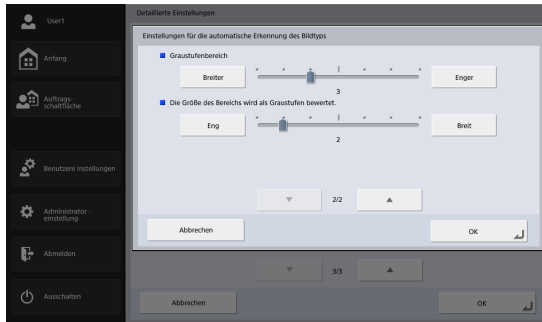 User1
Anfang
Auftrags-
schaltfläche
Benutzere instellungen
Administrator -
einstellung
Abmelden
Ausschalten
Detaillierte Einstellungen
Einstellungen für die automatische Erkennung des Bildtyps
Graustufenbereich
Breiter
Enger
3
Die Größe des Bereichs wird als Graustufen bewertet.
Eng
Breit
2
2/2
Abbrechen
OK
3/3
Abbrechen
OK